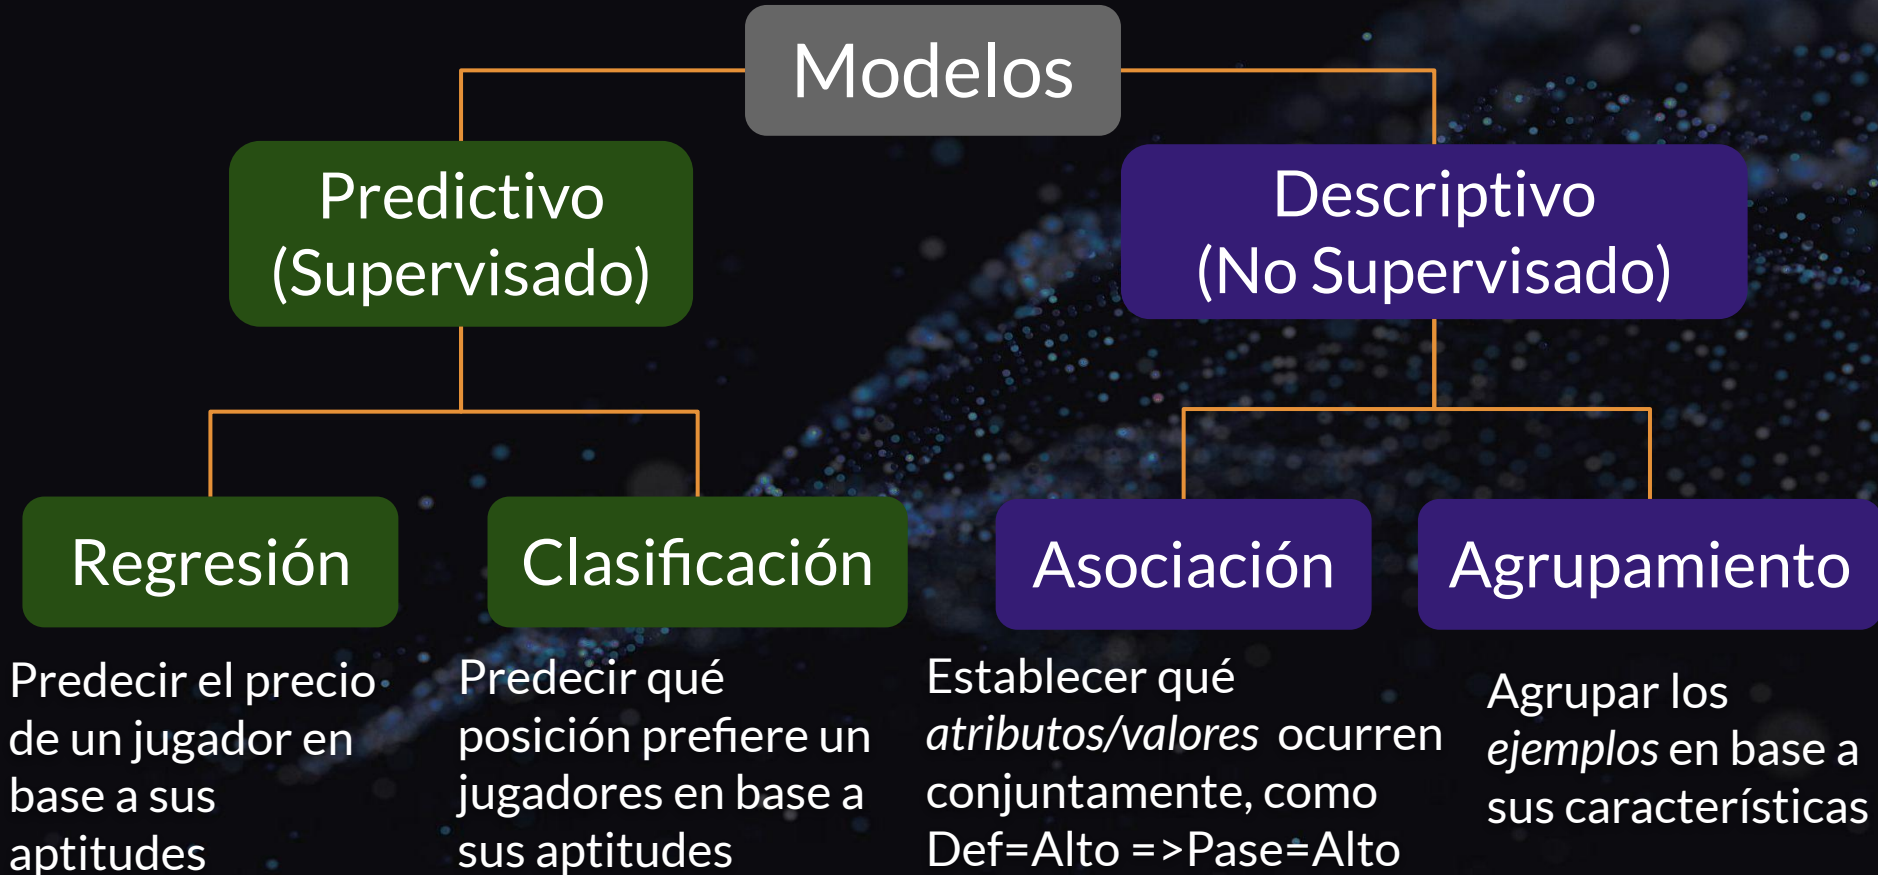 Modelos
Predictivo
(Supervisado)
Descriptivo
(No Supervisado)
Regresión
Clasificación
Asociación
Agrupamiento
Predecir el precio
de un jugador en
base a sus
aptitudes
Predecir qué
posición prefiere un
jugadores en base a
sus aptitudes
Establecer qué
atributos/valores ocurren
conjuntamente, como
Def=Alto =>Pase=Alto
Agrupar los
ejemplos en base a
sus características